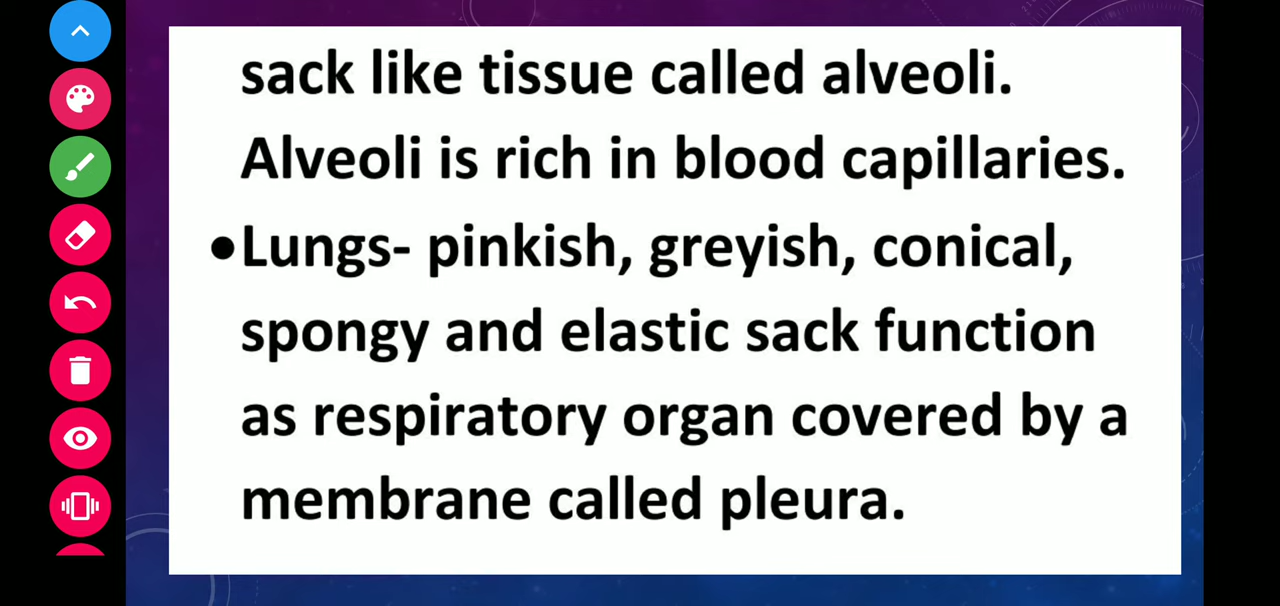 sack like tissue called alveoli.
Alveoli is rich in blood capillaries.
•Lungs- pinkish, greyish, conical,
spongy and elastic sack function
as respiratory organ covered by a
membrane called pleura.